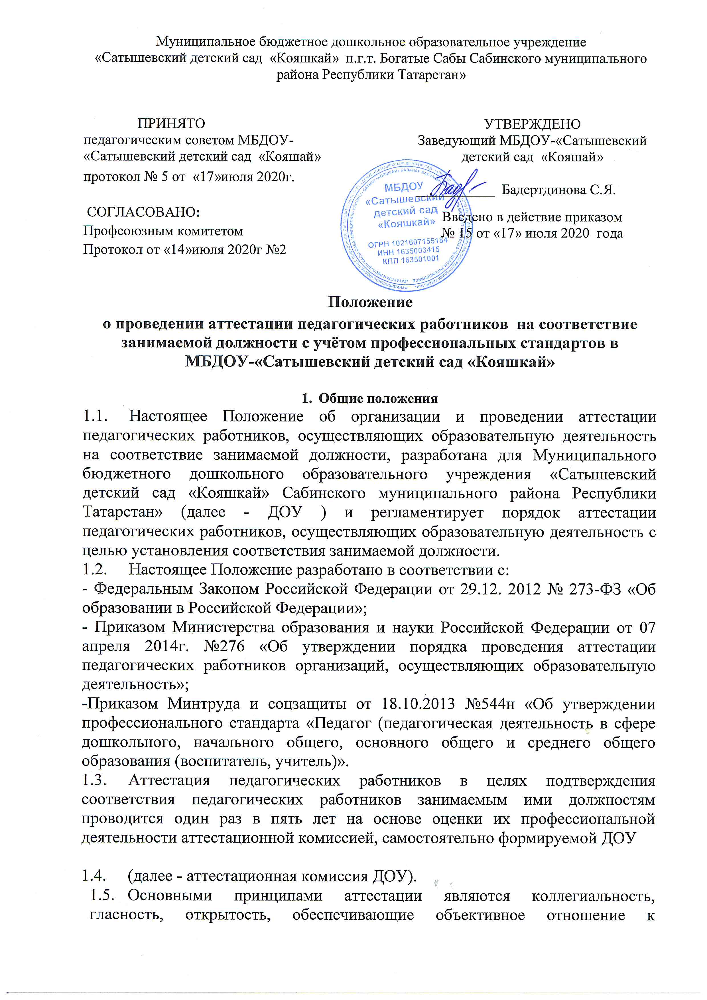 Муниципальное бюджетное дошкольное образовательное учреждение
«Сатышевский детский сад «Кояшкай» п.г.т. Богатые Сабы Сабинского муниципального
района Республики Татарстан»
ПРИНЯТО
педагогическим советом МБДОУ-
«Сатышевский детский сад «Кояшай»
протокол № 5 от «17»июля 2020г.
СОГЛАСОВАНО:
Профсоюзным комитетом
Протокол от «14»июля 2020г №2
УТВЕРЖДЕНО
Заведующий МБДОУ-«Сатышевский
детский сад «Кояшай»
Бадертдинова С.Я.
Введено в действие приказом
№ 15 от «17» июля 2020 года
МБДОУ
«Сатышевский
детский сад
«Кояшкай»
ОГРН 1021607155184
ИНН 1635003415
КПП 163501001
Положение
о проведении аттестации педагогических работников на соответствие
занимаемой должности с учётом профессиональных стандартов в
МБДОУ-«Сатышевский детский сад «Кояшкай»
1. Общие положения
1.1. Настоящее Положение об организации и проведении аттестации
педагогических работников, осуществляющих образовательную деятельность
на соответствие занимаемой должности, разработана для Муниципального
бюджетного дошкольного образовательного учреждения «Сатышевский
детский сад «Кояшкай» Сабинского муниципального района Республики
Татарстан» (далее - ДОУ ) и регламентирует порядок аттестации
педагогических работников, осуществляющих образовательную деятельность с
целью установления соответствия занимаемой должности.
1.2. Настоящее Положение разработано в соответствии с:
- Федеральным Законом Российской Федерации от 29.12. 2012 № 273-ФЗ «Об
образовании в Российской Федерации»;
- Приказом Министерства образования и науки Российской Федерации от 07
апреля 2014г. №276 «Об утверждении порядка проведения аттестации
педагогических работников организаций, осуществляющих образовательную
деятельность»;
-Приказом Минтруда и соцзащиты от 18.10.2013 №544н «Об утверждении
профессионального стандарта «Педагог (педагогическая деятельность в сфере
дошкольного, начального общего, основного общего и среднего общего
образования (воспитатель, учитель)».
1.3. Аттестация педагогических работников в целях подтверждения
соответствия педагогических работников занимаемым ими должностям
проводится один раз в пять лет на основе оценки их профессиональной
деятельности аттестационной комиссией, самостоятельно формируемой ДОУ
1.4. (далее - аттестационная комиссия ДОУ).
1.5. Основными принципами аттестации являются коллегиальность,
гласность, открытость, обеспечивающие объективное отношение к